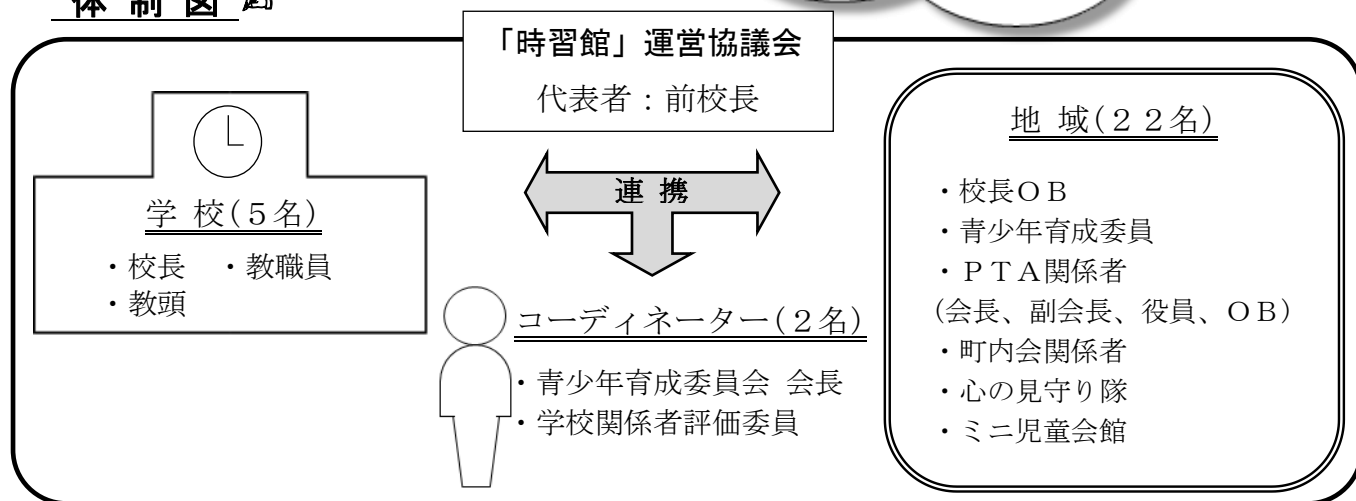 体 制 図
「時習館」運営協議会
代表者：前校長
学 校(５名)
・校長　・教職員
・教頭
連 携
コーディネーター(２名)
・青少年育成委員会 会長
・学校関係者評価委員
地 域(２２名)
・校長ＯＢ
・青少年育成委員
・ＰＴＡ関係者
(会長、副会長、役員、ＯＢ)
・町内会関係者
・心の見守り隊
・ミニ児童会館